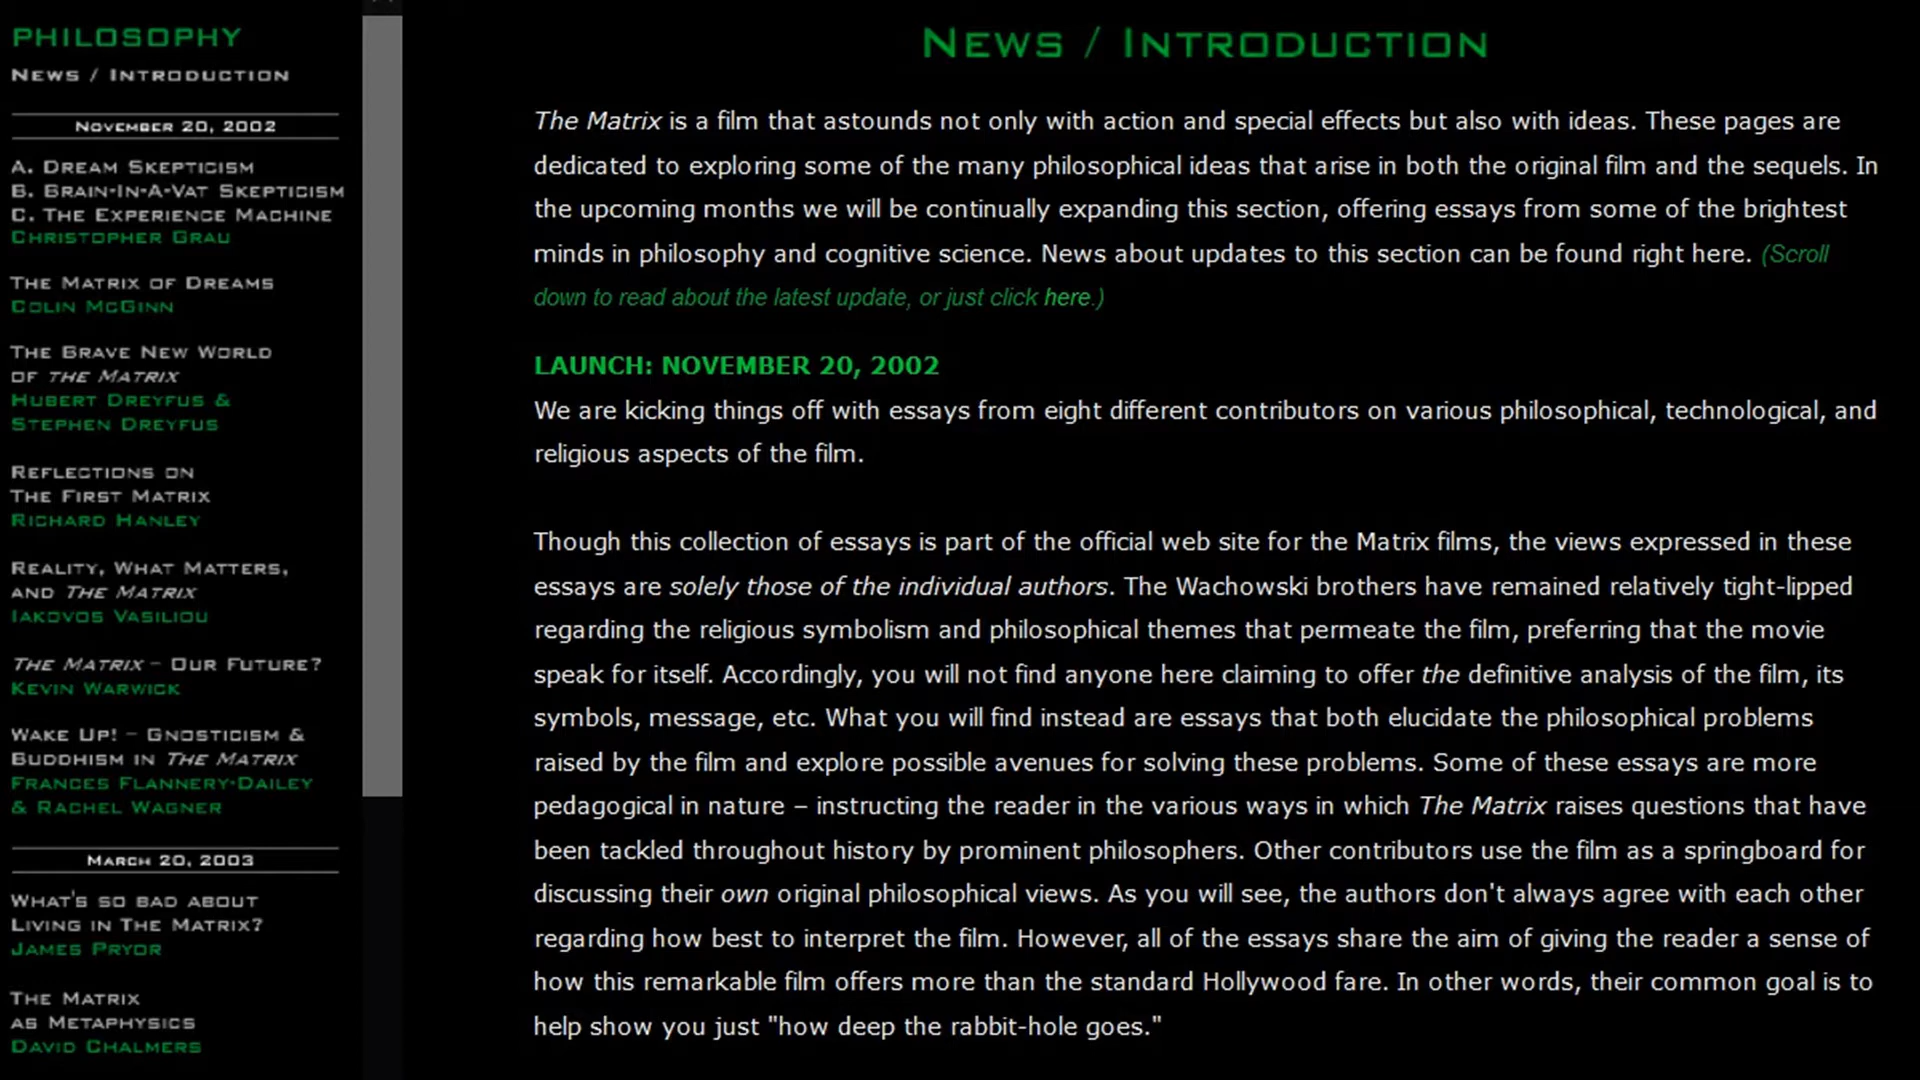 PHILOSOPHY
NEWS / INTRODUCTION
NOVEMBER 20, 2002
A. DREAM SKEPTICISM
B. BRAIN-IN-A-VAT SKEPTICISM
C. THE EXPERIENCE MACHINE
CHRISTOPHER GRAU
THE MATRIX OF DREAMS
COLIN MCGINN
THE BRAVE NEW WORLD
OF THE MATRIX
HUBERT DREYFUS &
STEPHEN DREYFUS
REFLECTIONS ON
THE FIRST MATRIX
RICHARD HANLEY
REALITY, WHAT MATTERS,
AND THE MATRIX
IAKOVOS VASILIOU
THE MATRIX – OUR FUTURE?
KEVIN WARWICK
WAKE UP! – GNOSTICISM &
BUDDHISM IN THE MATRIX
FRANCES FLANNERY-DAILEY
& RACHEL WAGNER
MARCH 20, 2003
WHAT'S SO BAD ABOUT
LIVING IN THE MATRIX?
JAMES PRYOR
THE MATRIX
AS METAPHYSICS
DAVID CHALMERS
NEWS / INTRODUCTION
The Matrix is a film that astounds not only with action and special effects but also with ideas. These pages are
dedicated to exploring some of the many philosophical ideas that arise in both the original film and the sequels. In
the upcoming months we will be continually expanding this section, offering essays from some of the brightest
minds in philosophy and cognitive science. News about updates to this section can be found right here. (Scroll
down to read about the latest update, or just click here.)
LAUNCH: NOVEMBER 20, 2002
We are kicking things off with essays from eight different contributors on various philosophical, technological, and
religious aspects of the film.
Though this collection of essays is part of the official web site for the Matrix films, the views expressed in these
essays are solely those of the individual authors. The Wachowski brothers have remained relatively tight-lipped
regarding the religious symbolism and philosophical themes that permeate the film, preferring that the movie
speak for itself. Accordingly, you will not find anyone here claiming to offer the definitive analysis of the film, its
symbols, message, etc. What you will find instead are essays that both elucidate the philosophical problems
raised by the film and explore possible avenues for solving these problems. Some of these essays are more
pedagogical in nature – instructing the reader in the various ways in which The Matrix raises questions that have
been tackled throughout history by prominent philosophers. Other contributors use the film as a springboard for
discussing their own original philosophical views. As you will see, the authors don't always agree with each other
regarding how best to interpret the film. However, all of the essays share the aim of giving the reader a sense of
how this remarkable film offers more than the standard Hollywood fare. In other words, their common goal is to
help show you just "how deep the rabbit-hole goes."